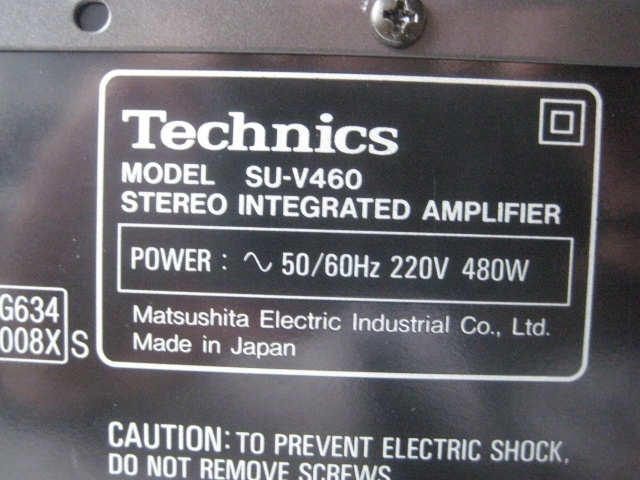 Technics
MODEL SU-V460
STEREO INTEGRATED AMPLIFIER
POWER : ∿ 50/60Hz 220V 480W
Matsushita Electric Industrial Co., Ltd.
Made in Japan
G634
008X S
CAUTION: TO PREVENT ELECTRIC SHOCK,
DO NOT REMOVE SCREWS.